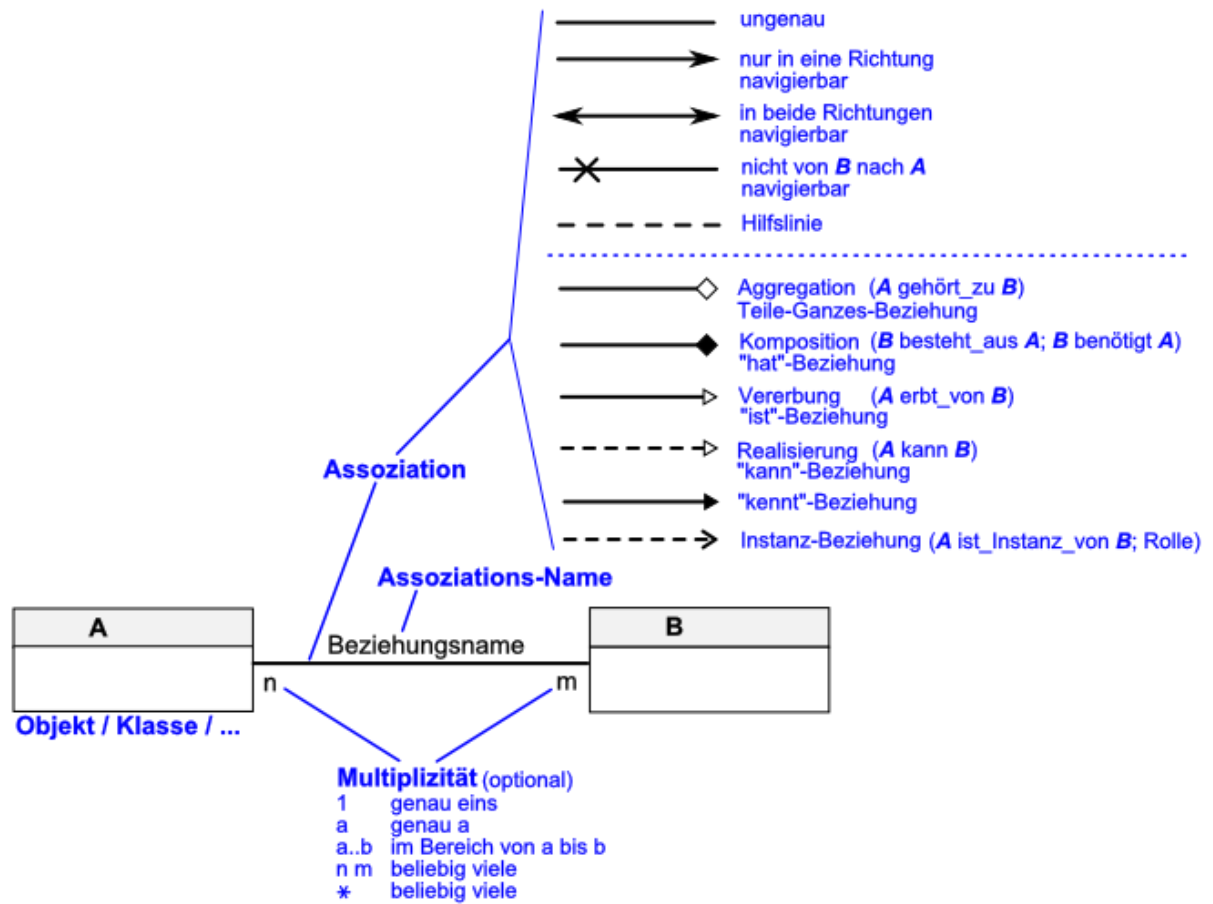 ungenau
nur in eine Richtung
navigierbar
in beide Richtungen
navigierbar
nicht von B nach A
navigierbar
Hilfslinie
Aggregation (A gehört_zu B)
Teile-Ganzes-Beziehung
Komposition (B besteht_aus A; B benötigt A)
"hat"-Beziehung
Vererbung (A erbt_von B)
"ist"-Beziehung
Realisierung (A kann B)
"kann"-Beziehung
"kennt"-Beziehung
Instanz-Beziehung (A ist_Instanz_von B; Rolle)
Assoziation
Assoziations-Name
A
Beziehungsname
B
n
m
Objekt / Klasse / ...
Multiplizität (optional)
1 genau eins
a genau a
a..b im Bereich von a bis b
n m beliebig viele
* beliebig viele